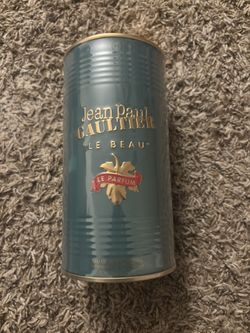 Jean Paul
GAULTIER
"LE BEAU"
LE PARFUM